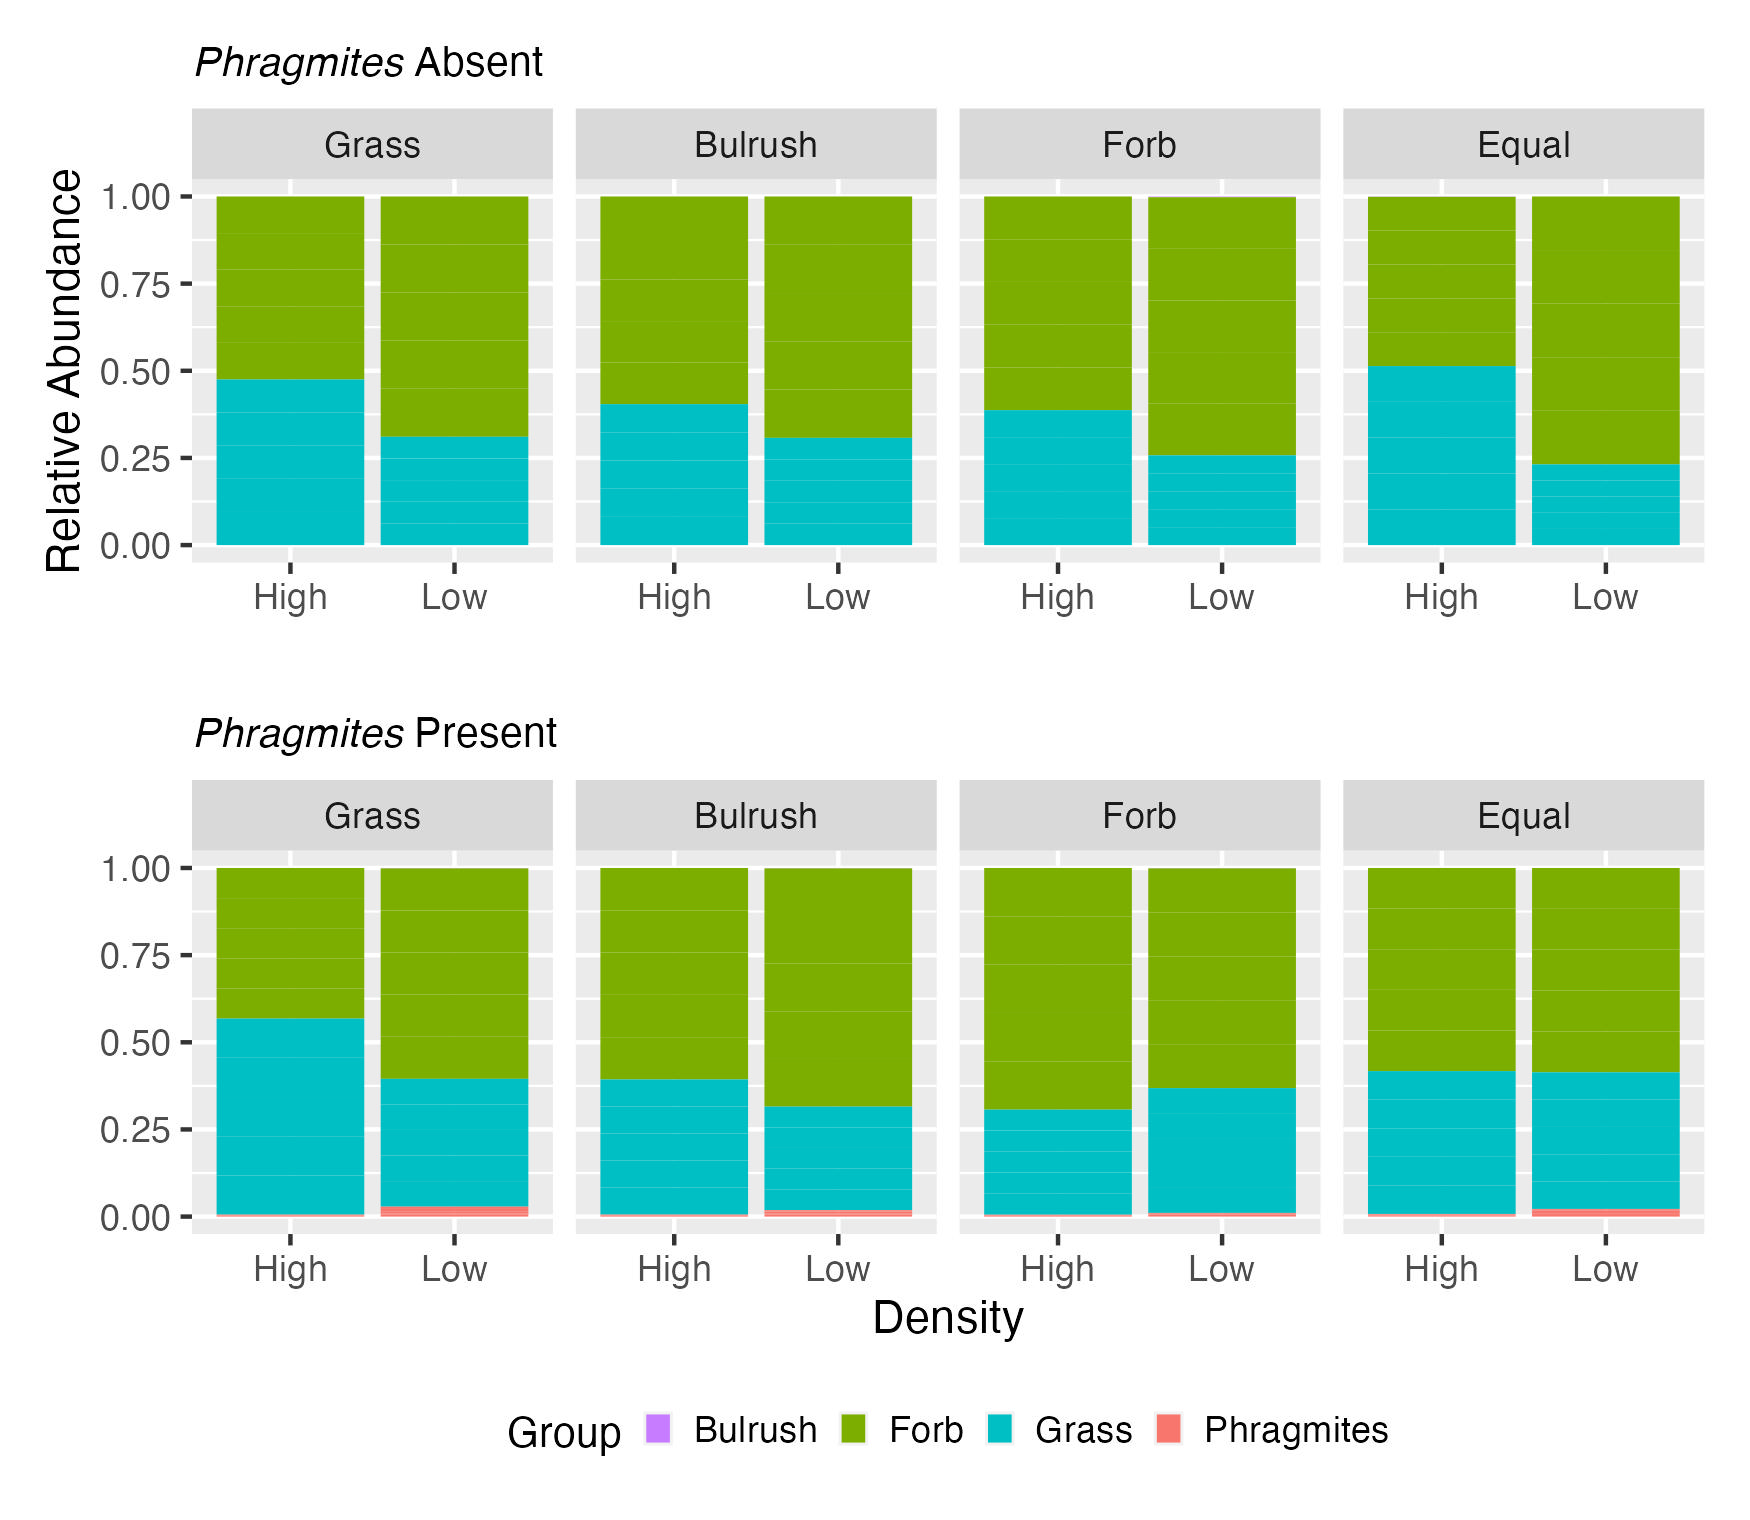 Phragmites Absent
Grass Bulrush Forb Equal
Relative Abundance
1.00
0.75
0.50
0.25
0.00
High Low High Low High Low High Low
Phragmites Present
Grass Bulrush Forb Equal
1.00
0.75
0.50
0.25
0.00
High Low High Low High Low High Low
Density
Group Bulrush Forb Grass Phragmites